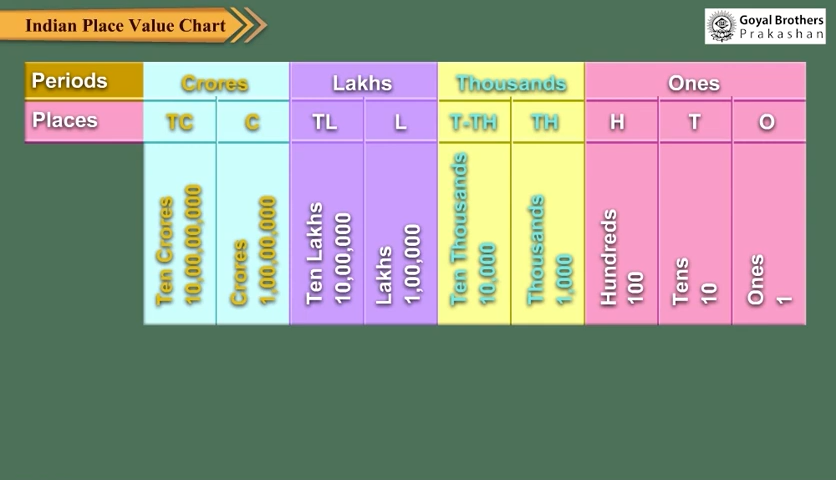 Indian Place Value Chart
Goyal Brothers
Prakashan
Periods Crores Lakhs Thousands Ones
Places TC C TL L T-TH TH H T O
Ten Crores
10,00,00,000
Crores
1,00,00,000
Ten Lakhs
10,00,000
Lakhs
1,00,000
Ten Thousands
10,000
Thousands
1,000
Hundreds
100
Tens
10
Ones
1